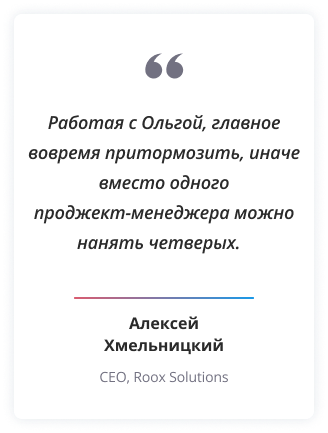 ❝
Работая с Ольгой, главное
вовремя притормозить, иначе
вместо одного
проджект-менеджера можно
нанять четверых.
Алексей
Хмельницкий
CEO, Roox Solutions